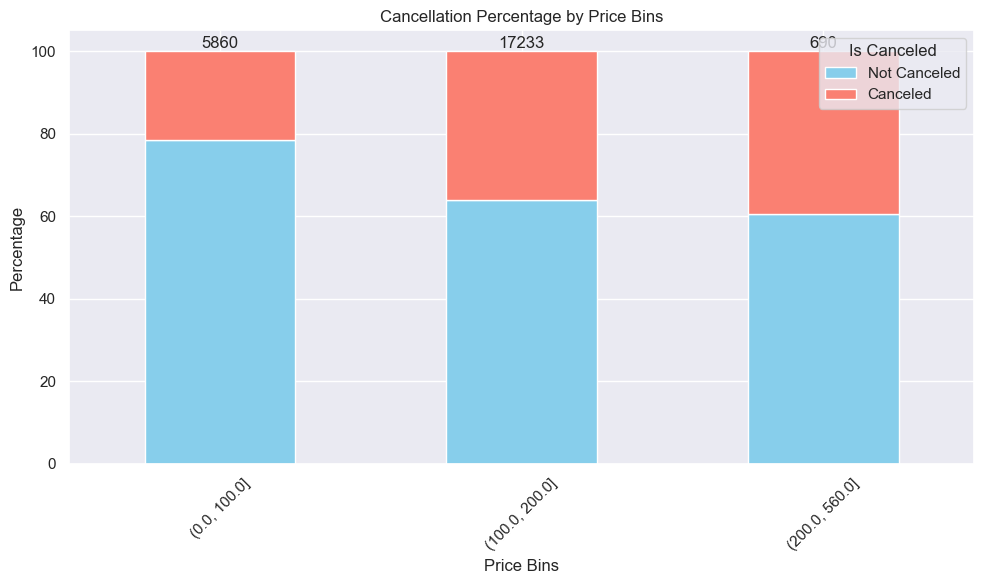 Cancellation Percentage by Price Bins
5860
17233
690
Is Canceled
Not Canceled
Canceled
100
80
60
40
20
0
Percentage
(0.0, 100.0]
(100.0, 200.0]
(200.0, 560.0]
Price Bins